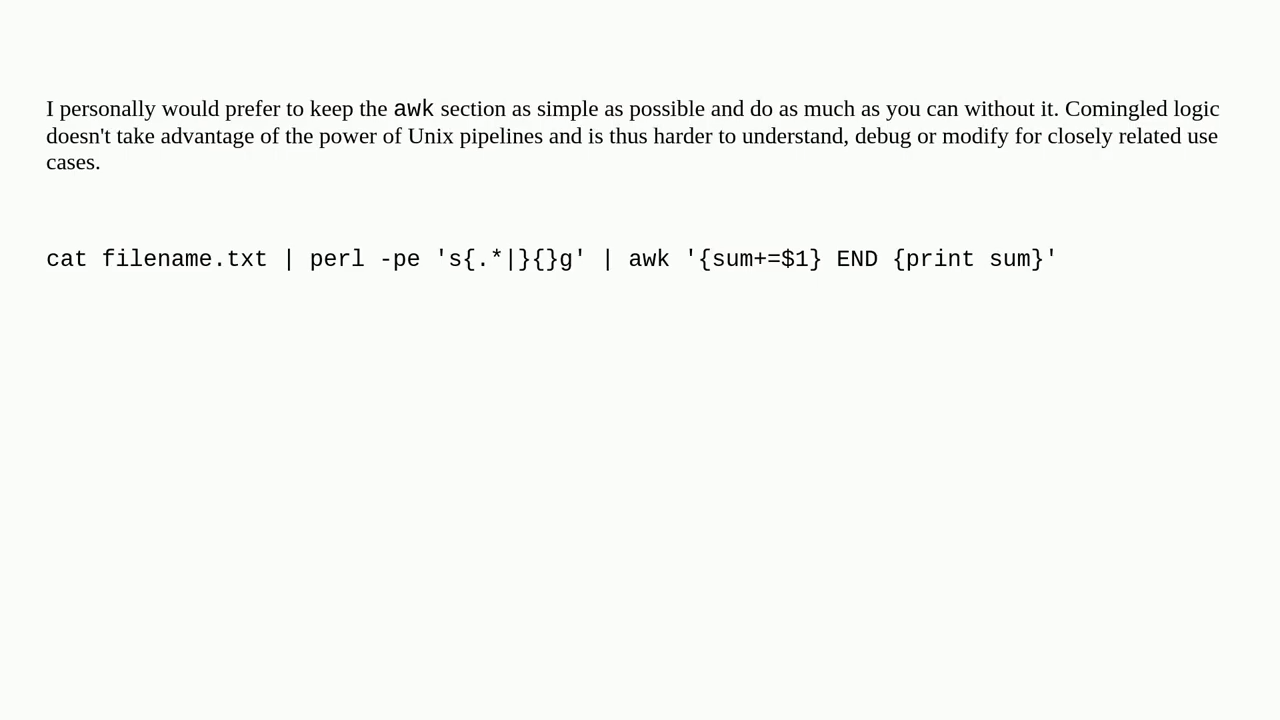 I personally would prefer to keep the awk section as simple as possible and do as much as you can without it. Comingled logic
doesn't take advantage of the power of Unix pipelines and is thus harder to understand, debug or modify for closely related use
cases.
cat filename.txt | perl -pe 's{.*|}{}g' | awk '{sum+=$1} END {print sum}'